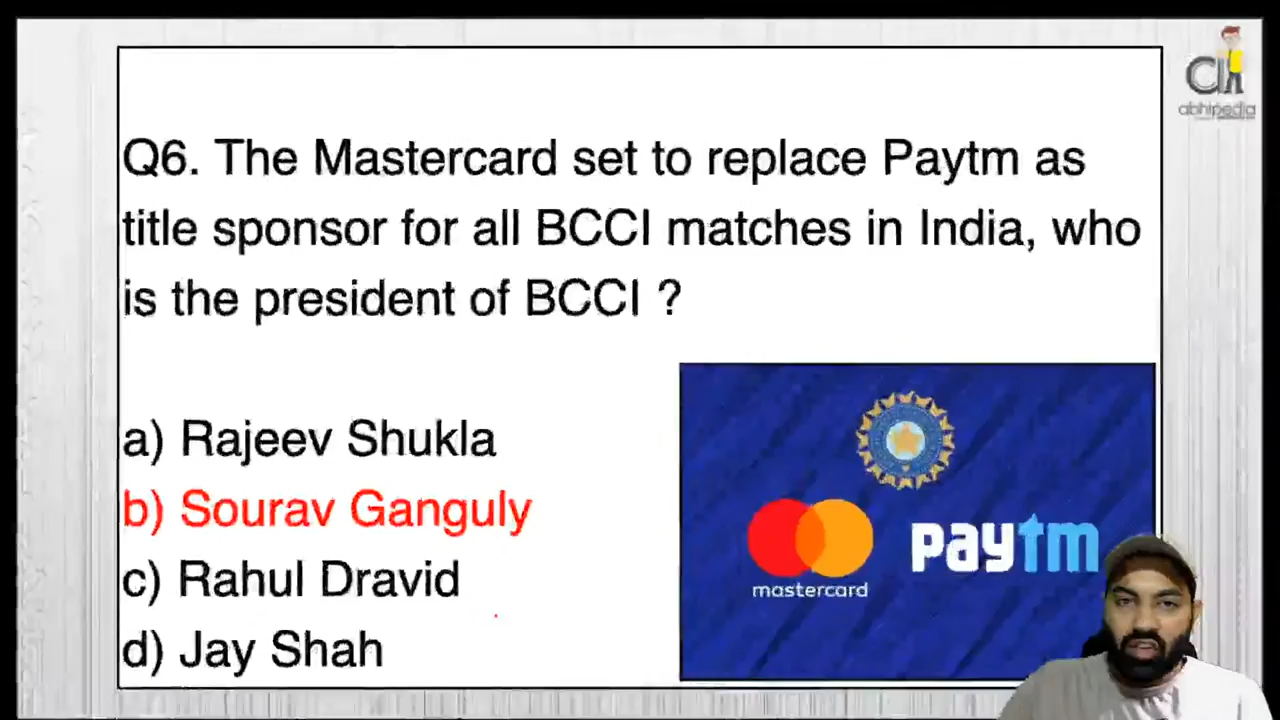 abhipedia
Q6. The Mastercard set to replace Paytm as
title sponsor for all BCCI matches in India, who
is the president of BCCI ?
a) Rajeev Shukla
b) Sourav Ganguly
c) Rahul Dravid
d) Jay Shah
mastercard
paytm